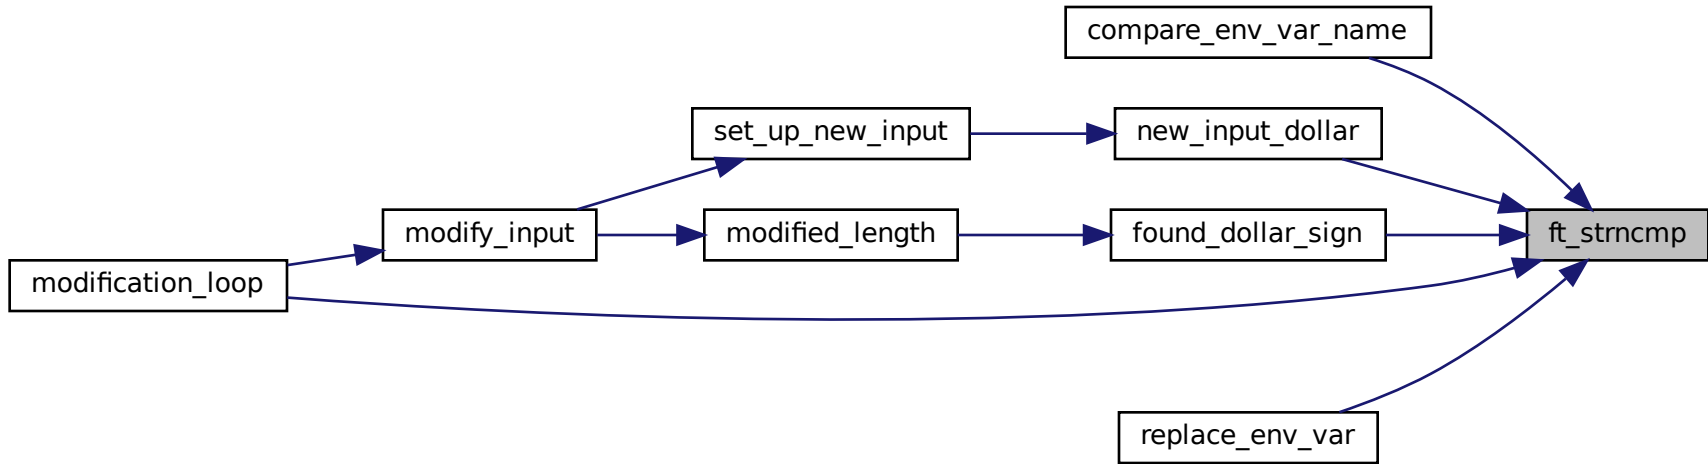 compare_env_var_name
set_up_new_input
new_input_dollar
modify_input
modified_length
found_dollar_sign
ft_strncmp
modification_loop
replace_env_var